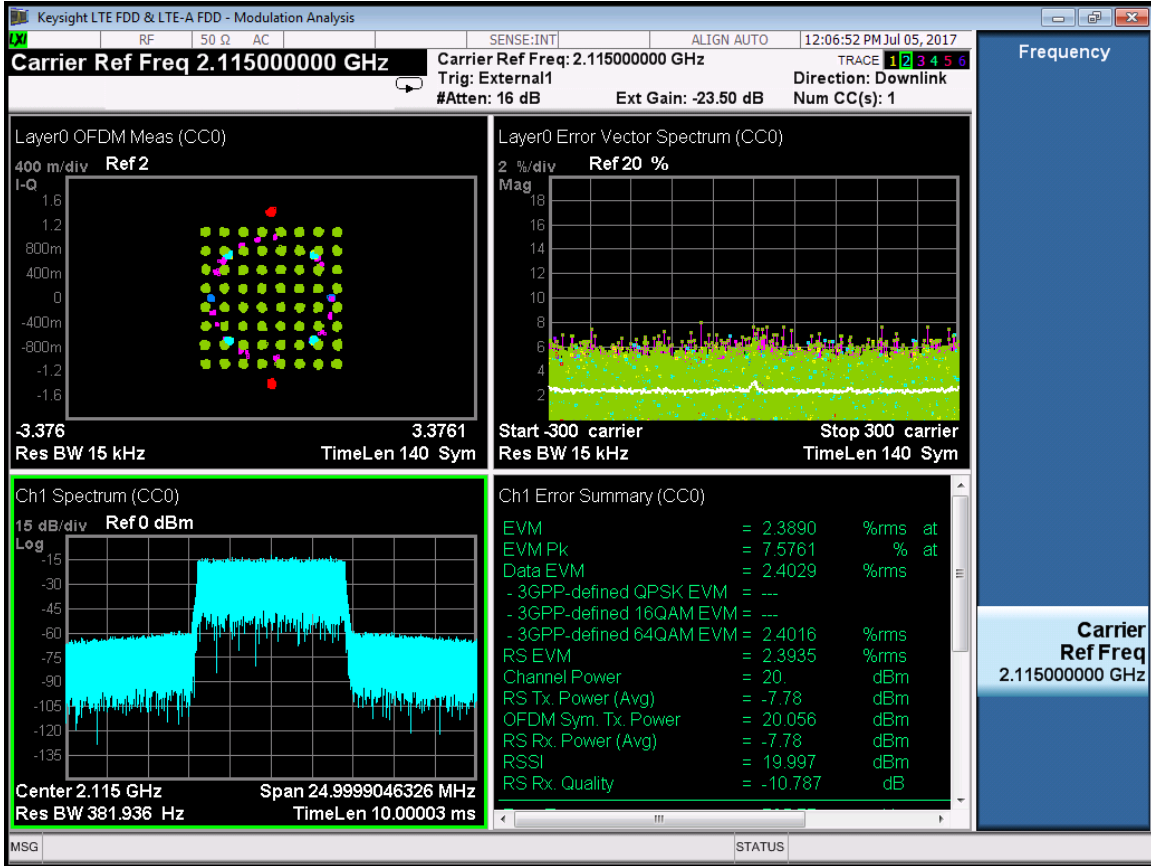 Keysight LTE FDD & LTE-A FDD - Modulation Analysis
LXI RF 50 Ω AC SENSE:INT ALIGN AUTO 12:06:52 PM Jul 05, 2017
Carrier Ref Freq 2.115000000 GHz
Carrier Ref Freq: 2.115000000 GHz
Trig: External1
#Atten: 16 dB Ext Gain: -23.50 dB
TRACE 1 2 3 4 5 6
Direction: Downlink
Num CC(s): 1
Frequency
Layer0 OFDM Meas (CC0)
400 m/div Ref 2
I-Q
1.6
1.2
800m
400m
0
-400m
-800m
-1.2
-1.6
-3.376 3.3761
Res BW 15 kHz TimeLen 140 Sym
Layer0 Error Vector Spectrum (CC0)
2 %/div Ref 20 %
Mag
18
16
14
12
10
8
6
4
2
Start -300 carrier Stop 300 carrier
Res BW 15 kHz TimeLen 140 Sym
Ch1 Spectrum (CC0)
15 dB/div Ref 0 dBm
Log
-15
-30
-45
-60
-75
-90
-105
-120
-135
Center 2.115 GHz Span 24.9999046326 MHz
Res BW 381.936 Hz TimeLen 10.00003 ms
Ch1 Error Summary (CC0)
EVM = 2.3890 %rms at
EVM Pk = 7.5761 % at
Data EVM = 2.4029 %rms
- 3GPP-defined QPSK EVM = ---
- 3GPP-defined 16QAM EVM = ---
- 3GPP-defined 64QAM EVM = 2.4016 %rms
RS EVM = 2.3935 %rms
Channel Power = 20. dBm
RS Tx. Power (Avg) = -7.78 dBm
OFDM Sym. Tx. Power = 20.056 dBm
RS Rx. Power (Avg) = -7.78 dBm
RSSI = 19.997 dBm
RS Rx. Quality = -10.787 dB
Carrier
Ref Freq
2.115000000 GHz
MSG STATUS